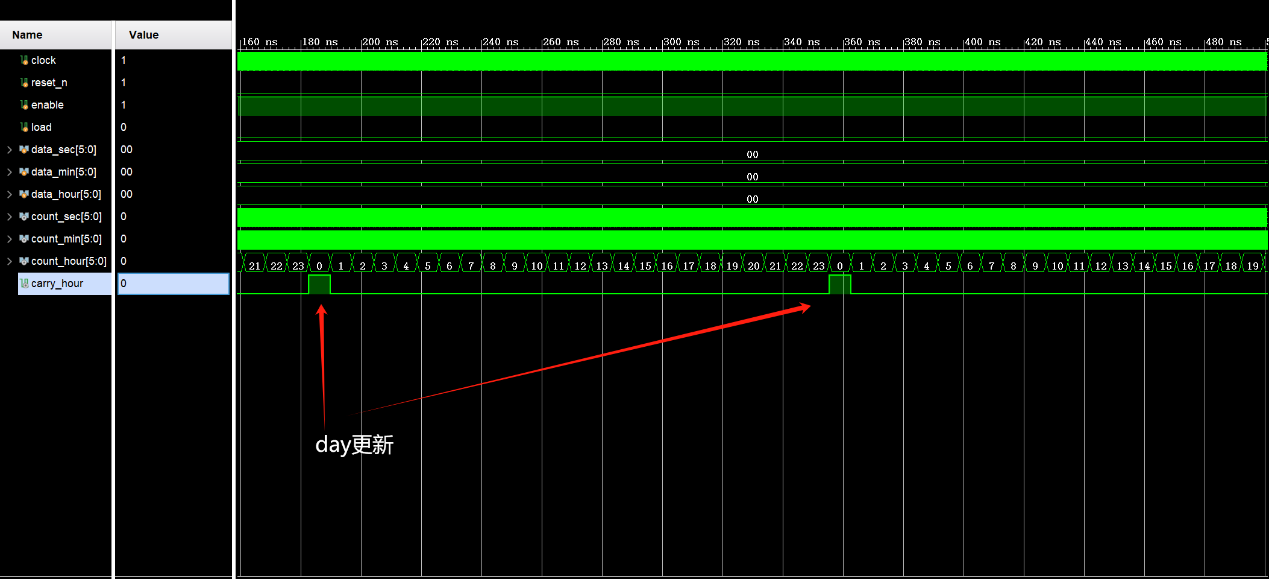 Name Value
160 ns 180 ns 200 ns 220 ns 240 ns 260 ns 280 ns 300 ns 320 ns 340 ns 360 ns 380 ns 400 ns 420 ns 440 ns 460 ns 480 ns
clock 1
reset_n 1
enable 1
load 0
data_sec[5:0] 00 00
data_min[5:0] 00 00
data_hour[5:0] 00 00
count_sec[5:0] 0
count_min[5:0] 0
count_hour[5:0] 0 21 22 23 0 1 2 3 4 5 6 7 8 9 10 11 12 13 14 15 16 17 18 19 20 21 22 23 0 1 2 3 4 5 6 7 8 9 10 11 12 13 14 15 16 17 18 19
carry_hour 0
day更新